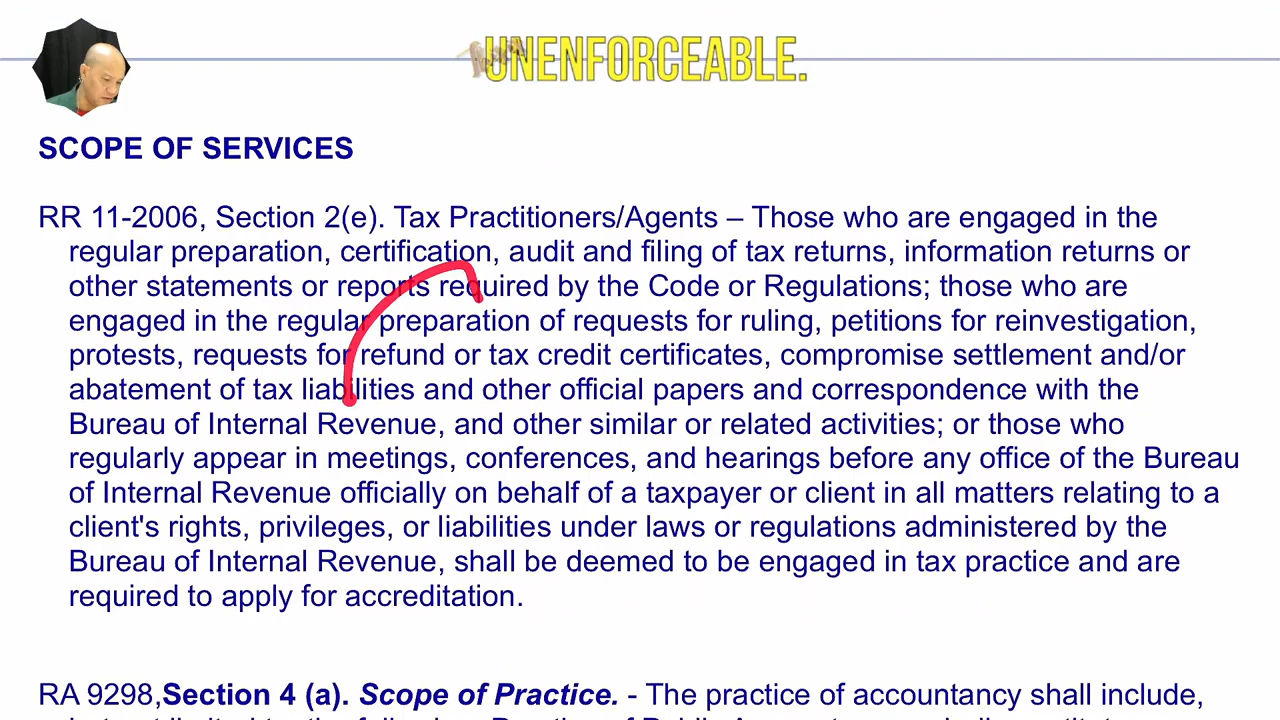 UNENFORCEABLE.
SCOPE OF SERVICES
RR 11-2006, Section 2(e). Tax Practitioners/Agents – Those who are engaged in the
regular preparation, certification, audit and filing of tax returns, information returns or
other statements or reports required by the Code or Regulations; those who are
engaged in the regular preparation of requests for ruling, petitions for reinvestigation,
protests, requests for refund or tax credit certificates, compromise settlement and/or
abatement of tax liabilities and other official papers and correspondence with the
Bureau of Internal Revenue, and other similar or related activities; or those who
regularly appear in meetings, conferences, and hearings before any office of the Bureau
of Internal Revenue officially on behalf of a taxpayer or client in all matters relating to a
client's rights, privileges, or liabilities under laws or regulations administered by the
Bureau of Internal Revenue, shall be deemed to be engaged in tax practice and are
required to apply for accreditation.
RA 9298,Section 4 (a). Scope of Practice. - The practice of accountancy shall include,